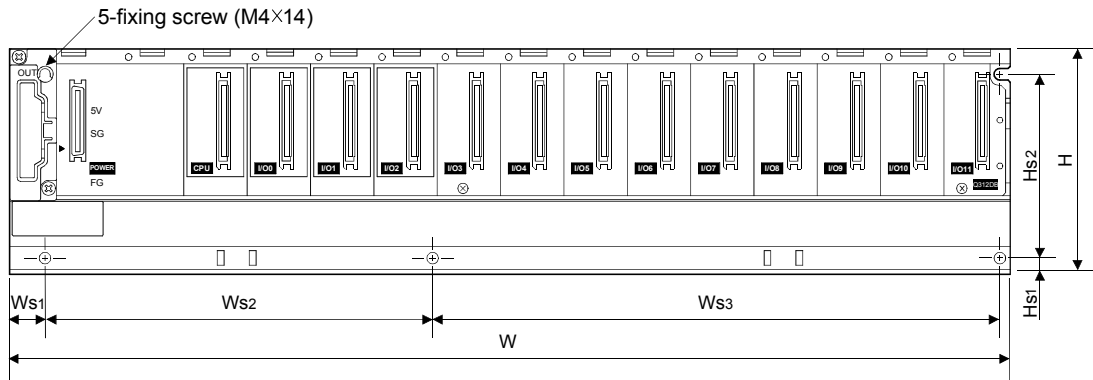 5-fixing screw (M4×14)
OUT
5V
SG
POWER
FG
CPU
I/O0
I/O1
I/O2
I/O3
I/O4
I/O5
I/O6
I/O7
I/O8
I/O9
I/O10
I/O11
Q312DB
Hs2
H
Hs1
Ws1
Ws2
Ws3
W